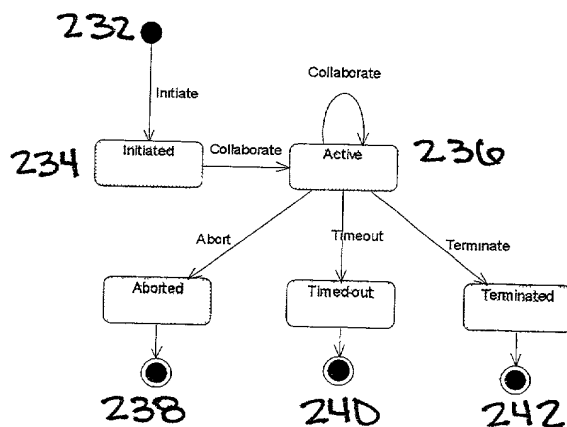 232
Collaborate
Initiate
234
Initiated
Collaborate
Active
236
Abort
Timeout
Terminate
Aborted
Timed-out
Terminated
238
240
242